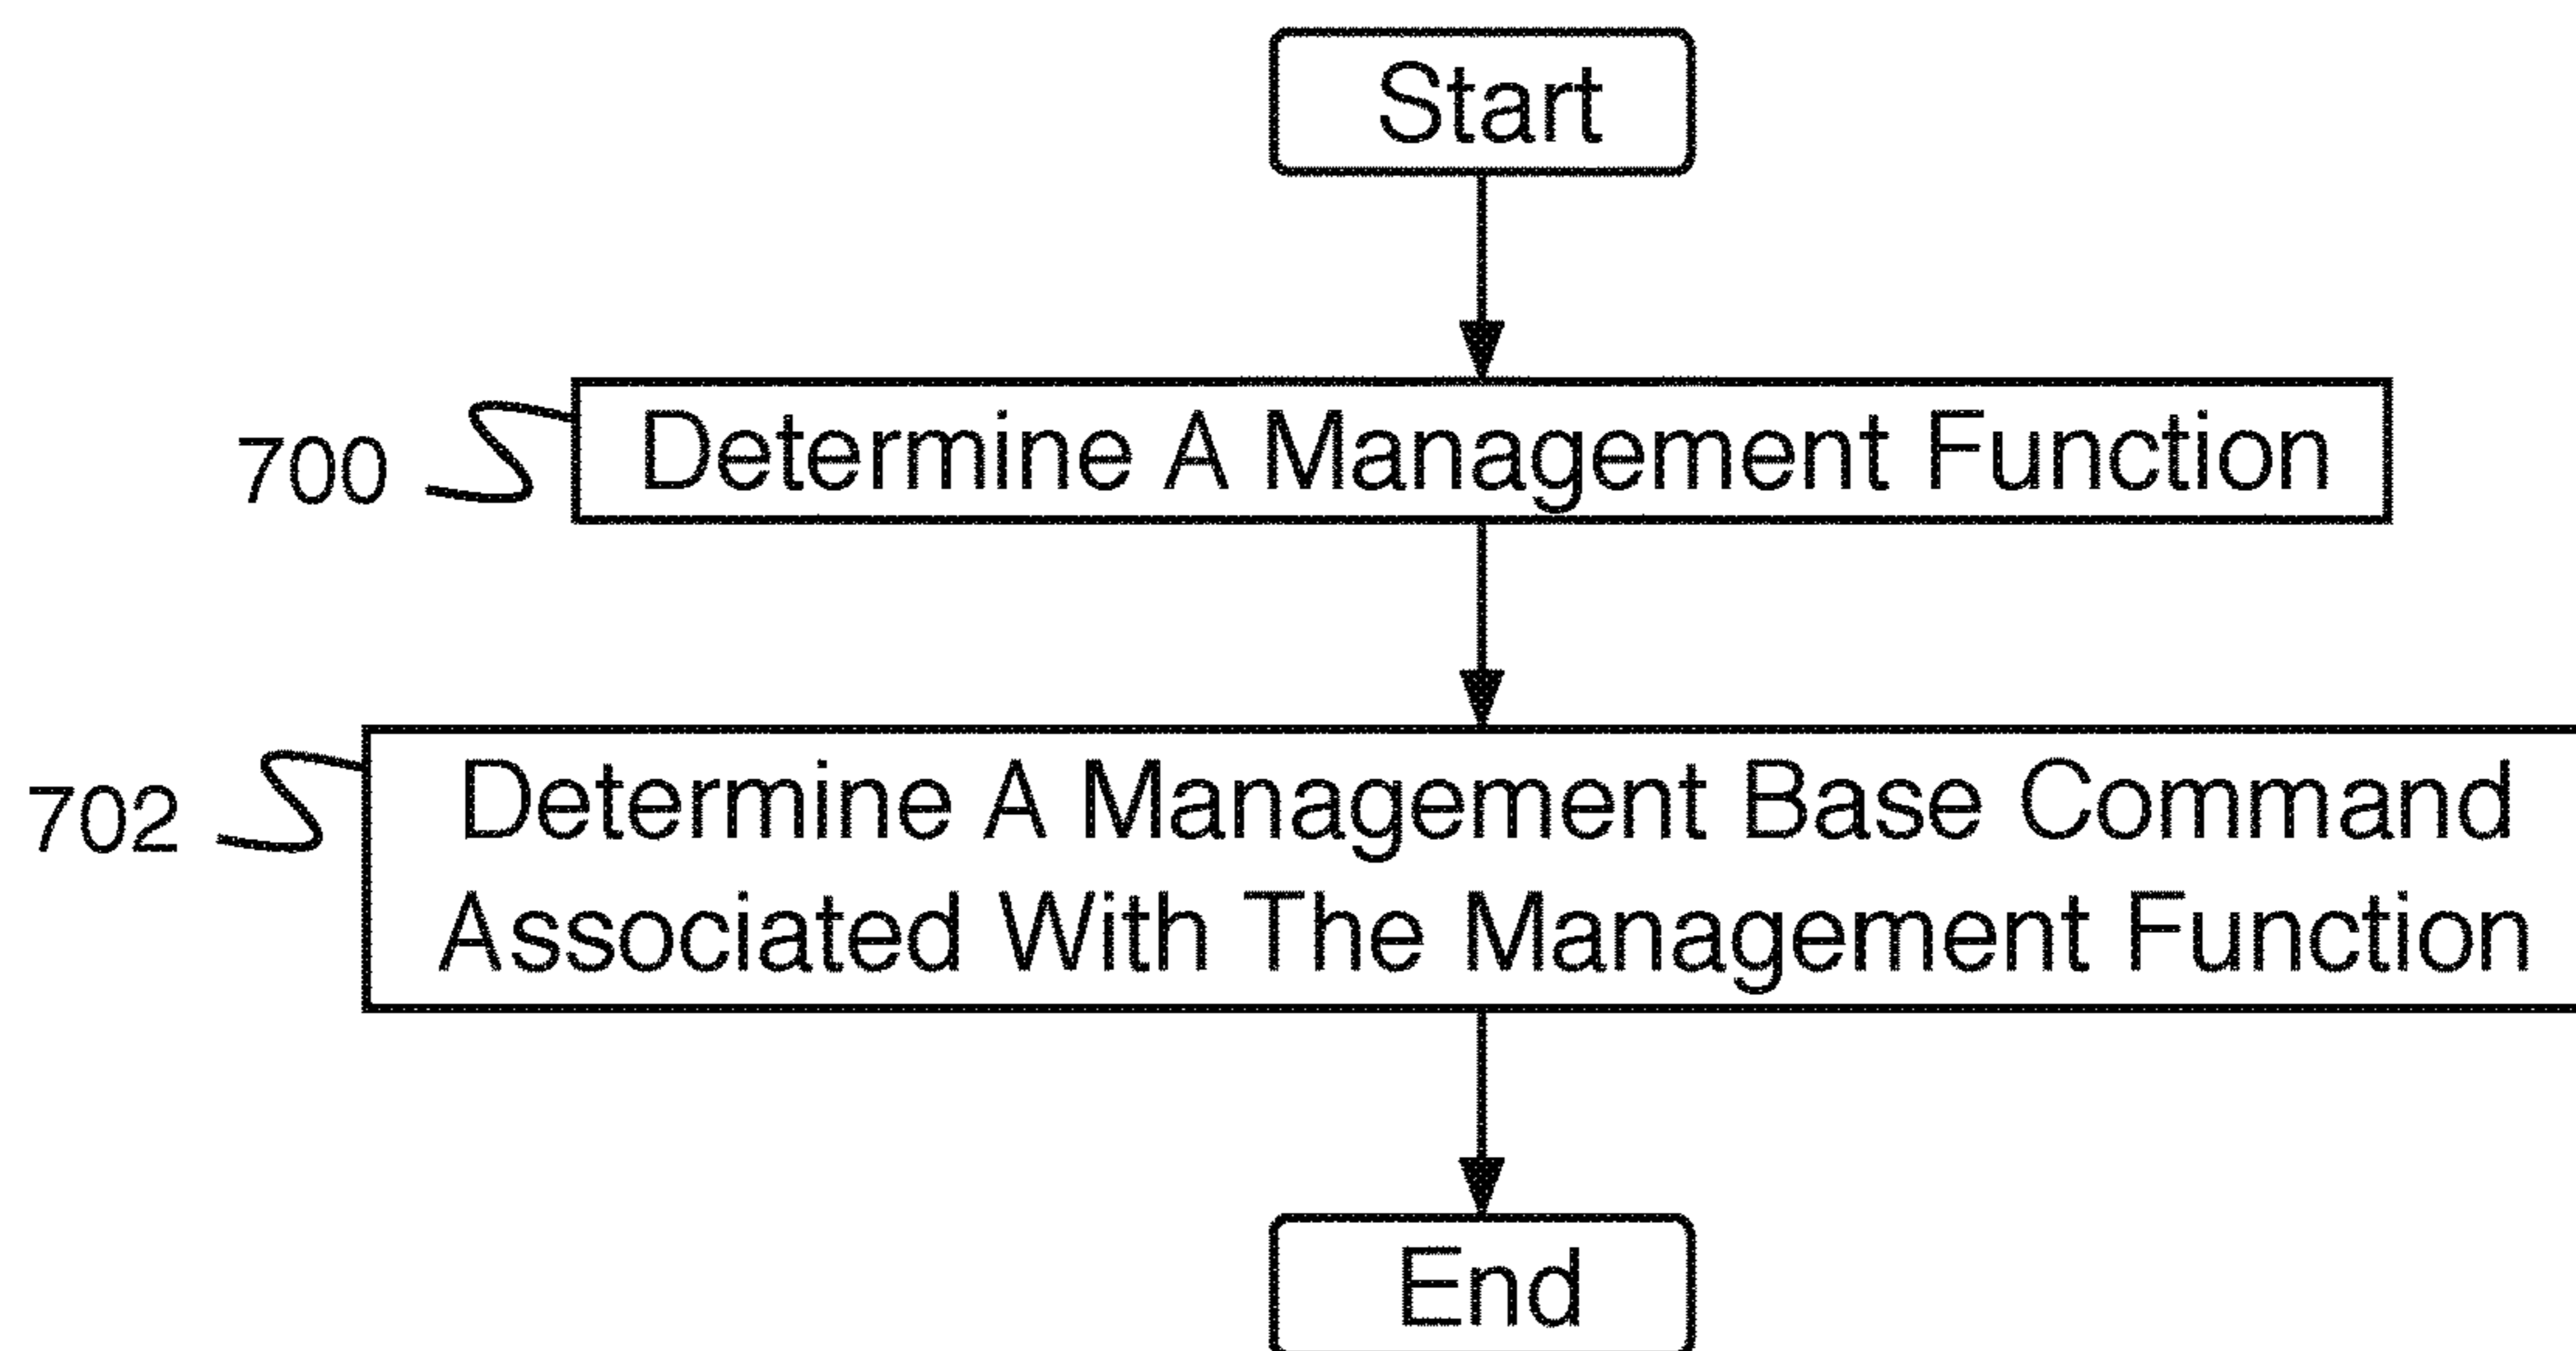 Start
700
Determine A Management Function
702
Determine A Management Base Command
Associated With The Management Function
End